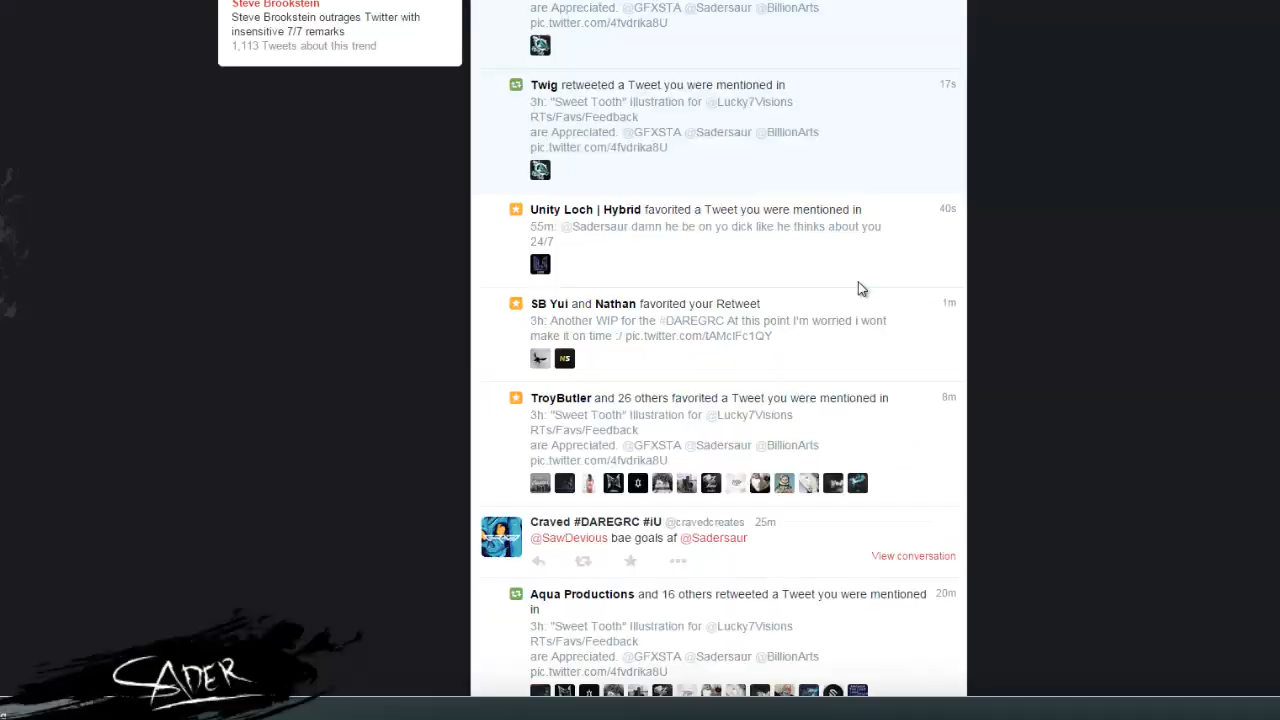 Steve Brookstein
Steve Brookstein outrages Twitter with
insensitive 7/7 remarks
1,113 Tweets about this trend
are Appreciated. @GFXSTA @Sadersaur @BillionArts
pic.twitter.com/4fvdrika8U
Twig retweeted a Tweet you were mentioned in 17s
3h: "Sweet Tooth" Illustration for @Lucky7Visions
RTs/Favs/Feedback
are Appreciated. @GFXSTA @Sadersaur @BillionArts
pic.twitter.com/4fvdrika8U
Unity Loch | Hybrid favorited a Tweet you were mentioned in 40s
55m: @Sadersaur damn he be on yo dick like he thinks about you
24/7
SB Yui and Nathan favorited your Retweet 1m
3h: Another WIP for the #DAREGRC At this point I'm worried i wont
make it on time :/ pic.twitter.com/tAMcIFc1QY
NS
TroyButler and 26 others favorited a Tweet you were mentioned in 8m
3h: "Sweet Tooth" Illustration for @Lucky7Visions
RTs/Favs/Feedback
are Appreciated. @GFXSTA @Sadersaur @BillionArts
pic.twitter.com/4fvdrika8U
Craved #DAREGRC #iU @cravedcreates 25m
@SawDevious bae goals af @Sadersaur
View conversation
Aqua Productions and 16 others retweeted a Tweet you were mentioned 20m
in
3h: "Sweet Tooth" Illustration for @Lucky7Visions
RTs/Favs/Feedback
are Appreciated. @GFXSTA @Sadersaur @BillionArts
pic.twitter.com/4fvdrika8U
SADER